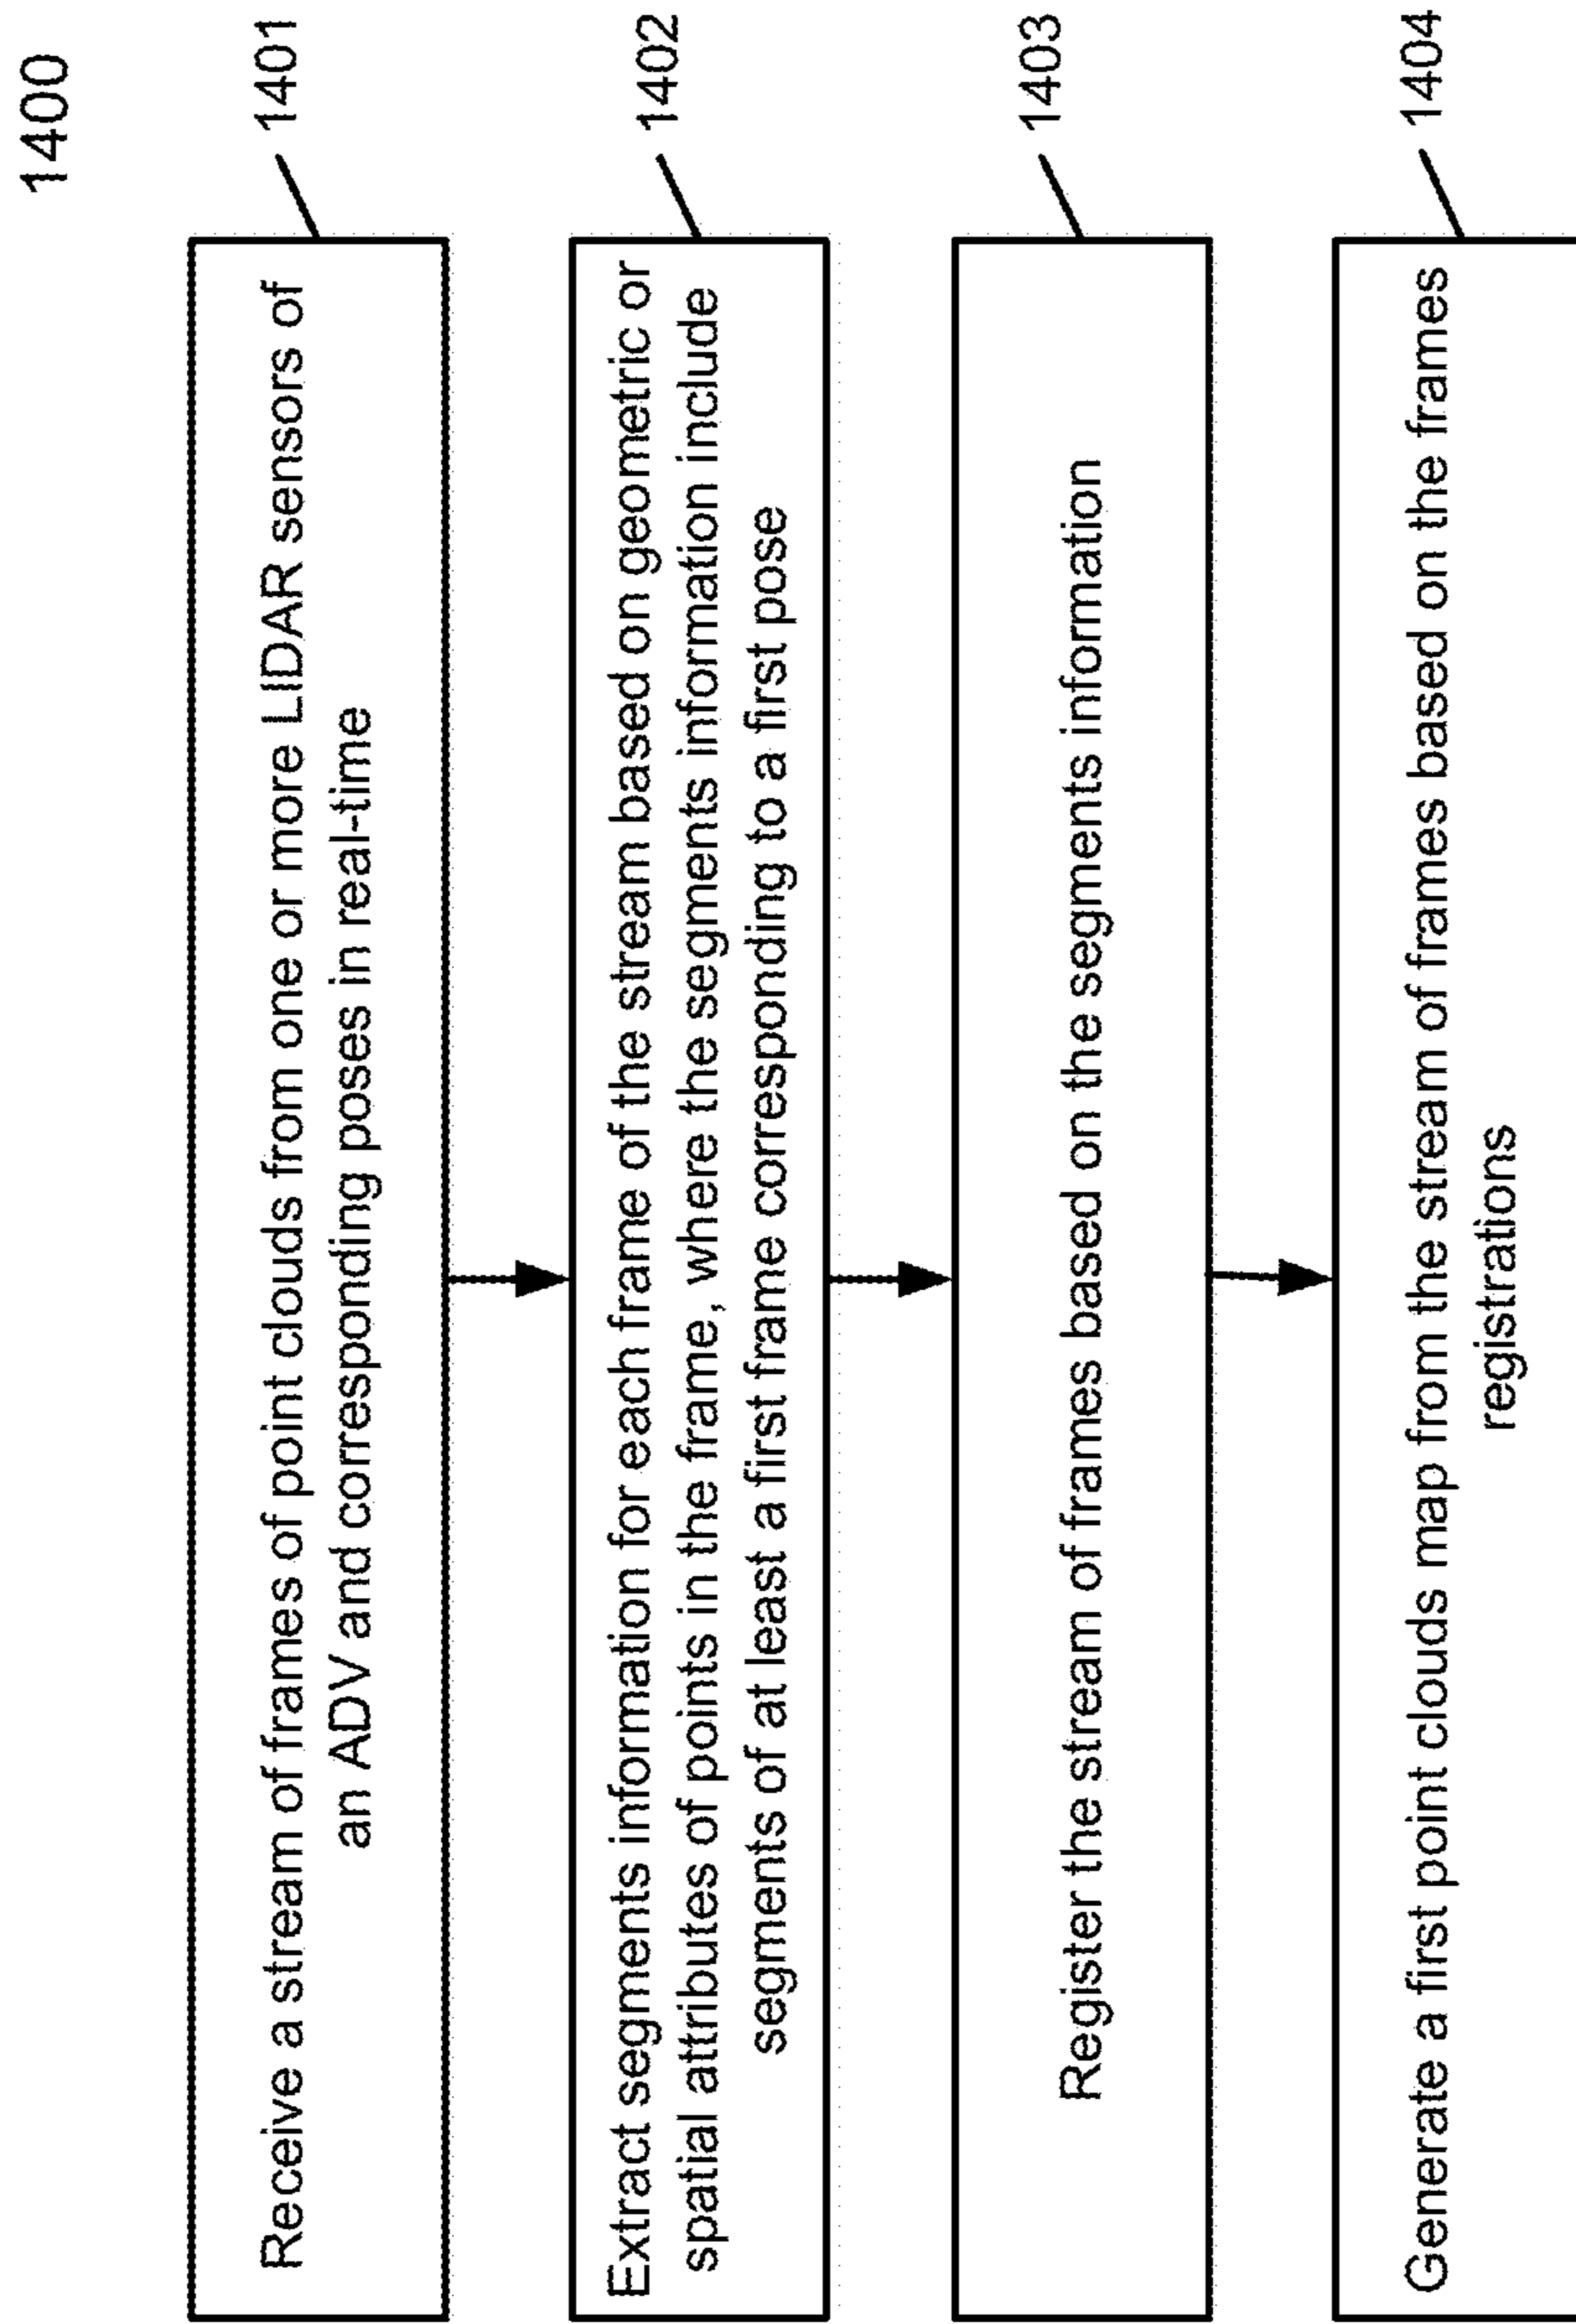 1400
Receive a stream of frames of point clouds from one or more LIDAR sensors of
an ADV and corresponding poses in real-time
1401
Extract segments information for each frame of the stream based on geometric or
spatial attributes of points in the frame, where the segments information include
segments of at least a first frame corresponding to a first pose
1402
Register the stream of frames based on the segments information
1403
Generate a first point clouds map from the stream of frames based on the frames
registrations
1404